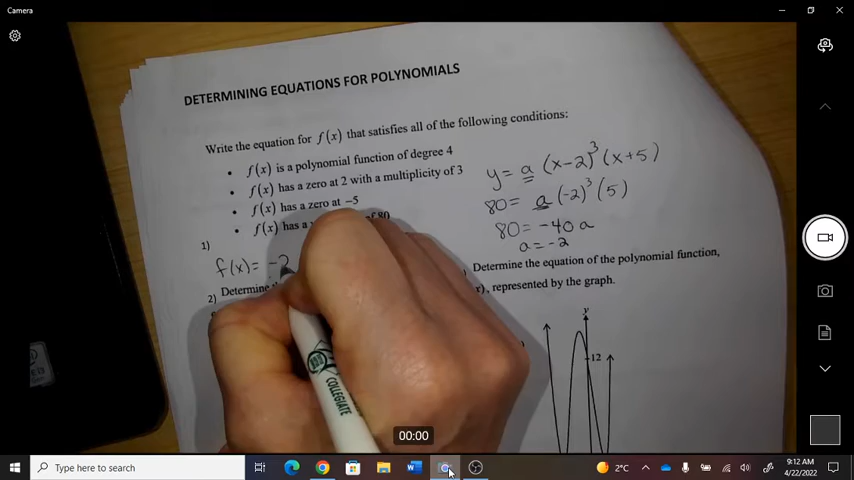 Camera
DETERMINING EQUATIONS FOR POLYNOMIALS
Write the equation for f(x) that satisfies all of the following conditions:
• f(x) is a polynomial function of degree 4
• f(x) has a zero at 2 with a multiplicity of 3
• f(x) has a zero at −5
• f(x) has a of 80
1)
f(x)= -2
y= a (x-2)³(x+5)
80= a(-2)³(5)
80= -40a
a=-2
2) Determine
Determine the equation of the polynomial function,
represented by the graph.
y
12
COLLEGIATE
00:00
Type here to search
2°C
9:12 AM
4/22/2022